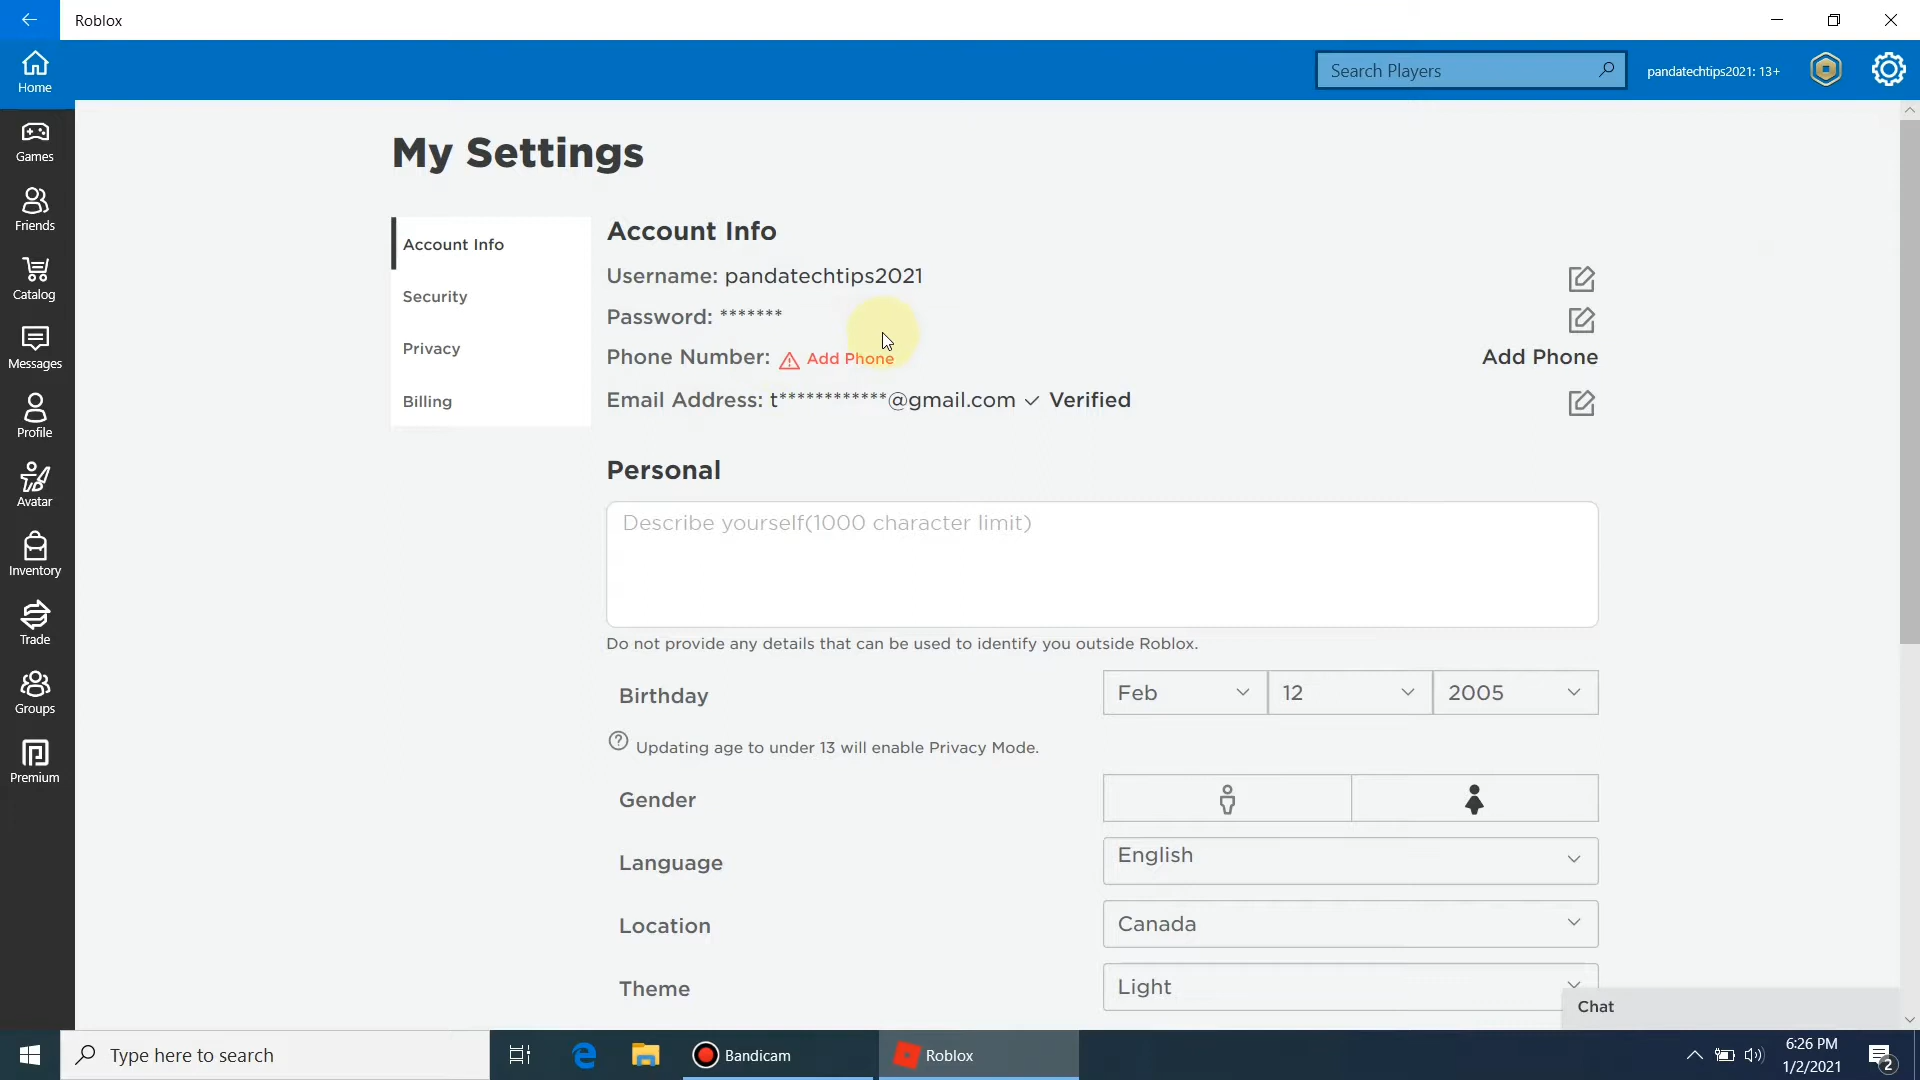 Roblox
Home
Search Players
pandatechtips2021: 13+
Games
Friends
Catalog
Messages
Profile
Avatar
Inventory
Trade
Groups
Premium
My Settings
Account Info
Security
Privacy
Billing
Account Info
Username: pandatechtips2021
Password: *******
Phone Number: Add Phone
Add Phone
Email Address: t************@gmail.com ✓ Verified
Personal
Describe yourself(1000 character limit)
Do not provide any details that can be used to identify you outside Roblox.
Birthday
Feb
12
2005
Updating age to under 13 will enable Privacy Mode.
Gender
Language
English
Location
Canada
Theme
Light
Chat
Type here to search
Bandicam
Roblox
6:26 PM
1/2/2021
2